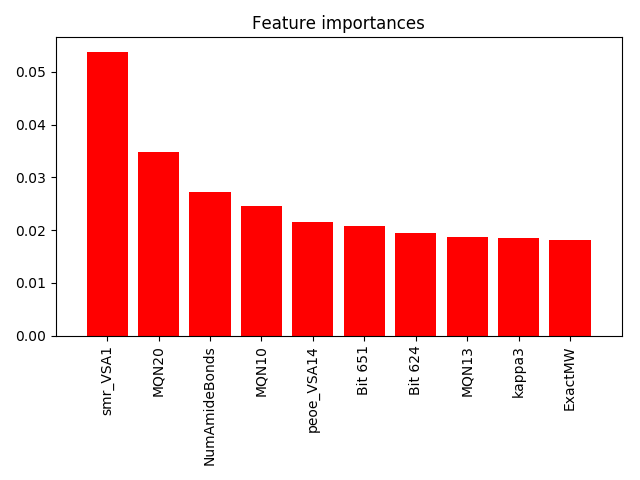 Feature importances
0.05
0.04
0.03
0.02
0.01
0.00
smr_VSA1
MQN20
NumAmideBonds
MQN10
peoe_VSA14
Bit 651
Bit 624
MQN13
kappa3
ExactMW